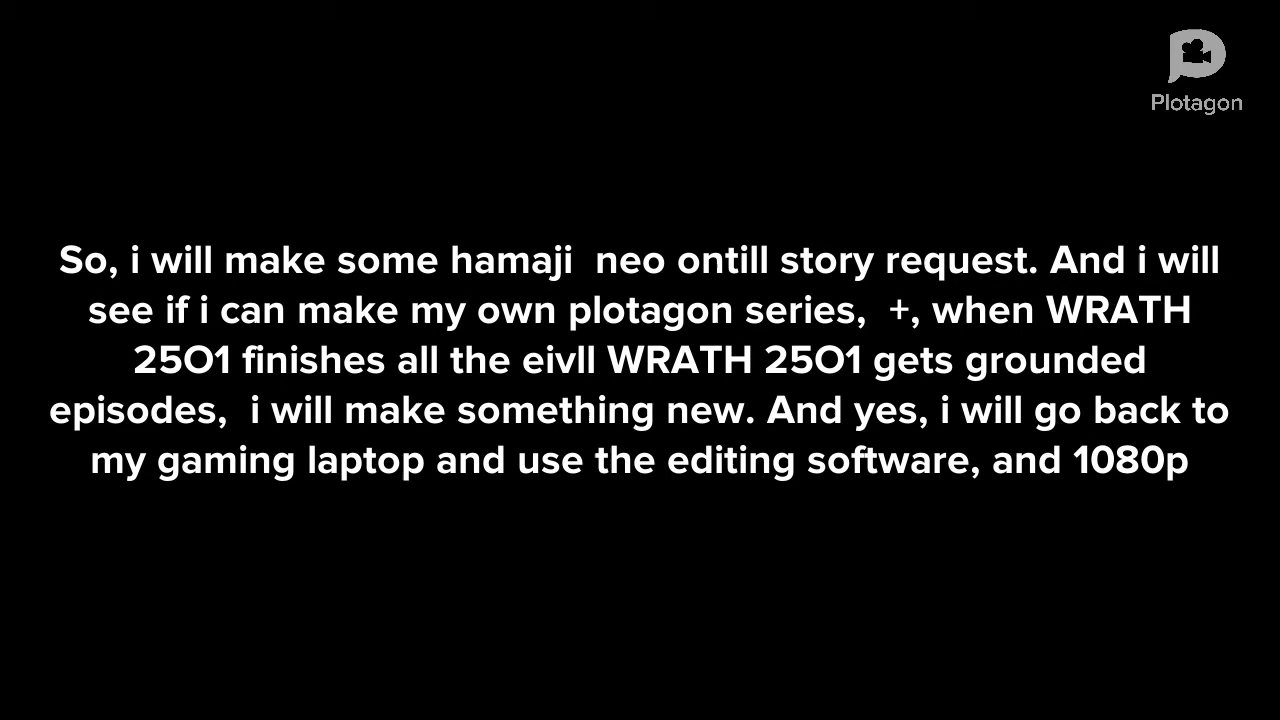 Plotagon
So, i will make some hamaji  neo ontill story request. And i will
see if i can make my own plotagon series,  +, when WRATH
25O1 finishes all the eivll WRATH 25O1 gets grounded
episodes,  i will make something new. And yes, i will go back to
my gaming laptop and use the editing software, and 1080p